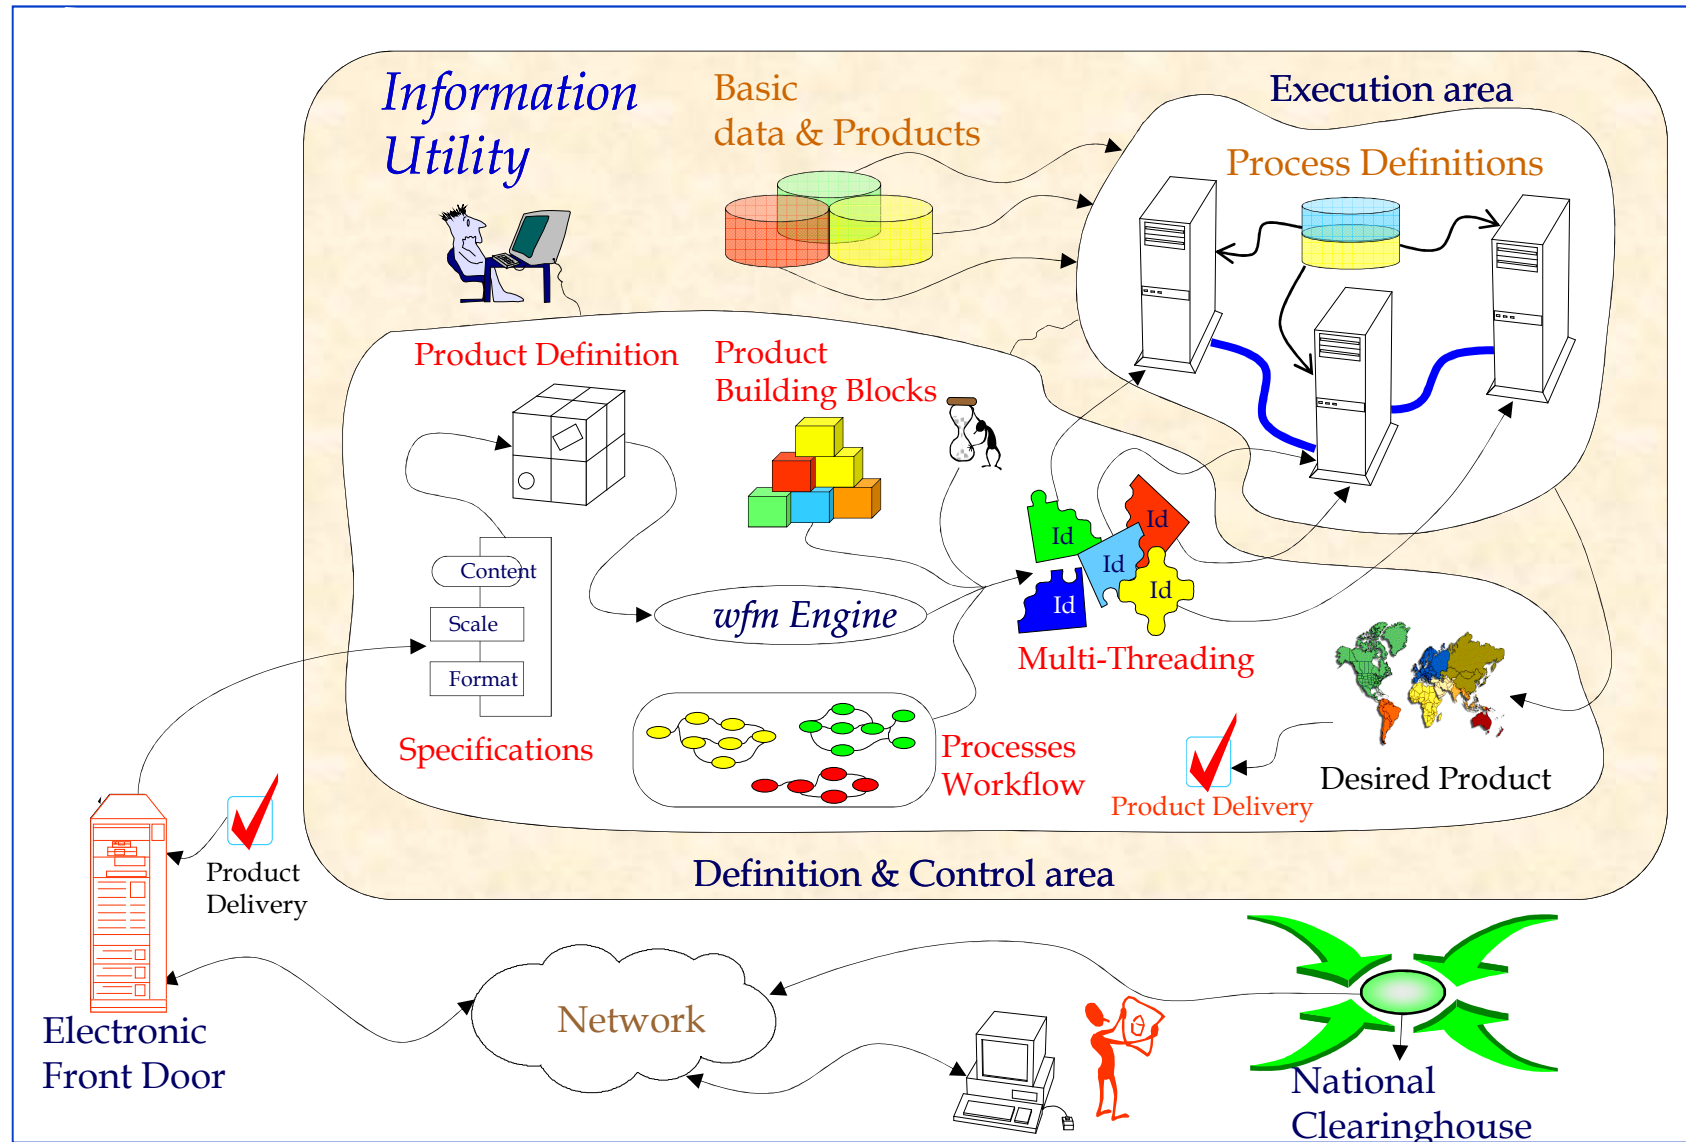 Information
Utility
Basic
data & Products
Execution area
Process Definitions
Product Definition
Product
Building Blocks
Content
Scale
Format
Specifications
wfm Engine
Id
Id
Id
Id
Id
Multi-Threading
Processes
Workflow
Desired Product
Product Delivery
Definition & Control area
Product
Delivery
Electronic
Front Door
Network
National
Clearinghouse